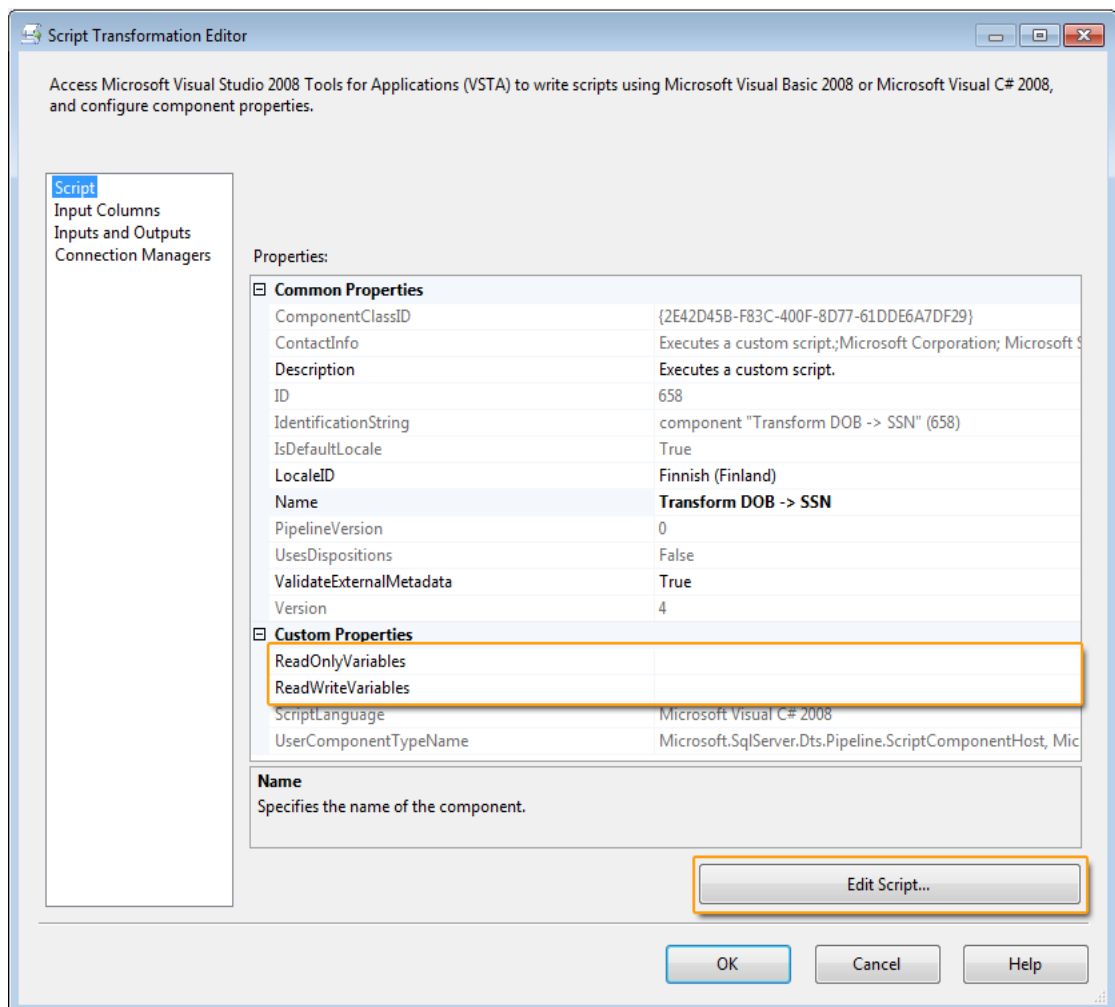 Script Transformation Editor
Access Microsoft Visual Studio 2008 Tools for Applications (VSTA) to write scripts using Microsoft Visual Basic 2008 or Microsoft Visual C# 2008,
and configure component properties.
Script
Input Columns
Inputs and Outputs
Connection Managers
Properties:
Common Properties
ComponentClassID {2E42D45B-F83C-400F-8D77-61DDE6A7DF29}
ContactInfo Executes a custom script.;Microsoft Corporation; Microsoft S
Description Executes a custom script.
ID 658
IdentificationString component "Transform DOB -> SSN" (658)
IsDefaultLocale True
LocaleID Finnish (Finland)
Name Transform DOB -> SSN
PipelineVersion 0
UsesDispositions False
ValidateExternalMetadata True
Version 4
Custom Properties
ReadOnlyVariables
ReadWriteVariables
ScriptLanguage Microsoft Visual C# 2008
UserComponentTypeName Microsoft.SqlServer.Dts.Pipeline.ScriptComponentHost, Mic
Name
Specifies the name of the component.
Edit Script...
OK Cancel Help